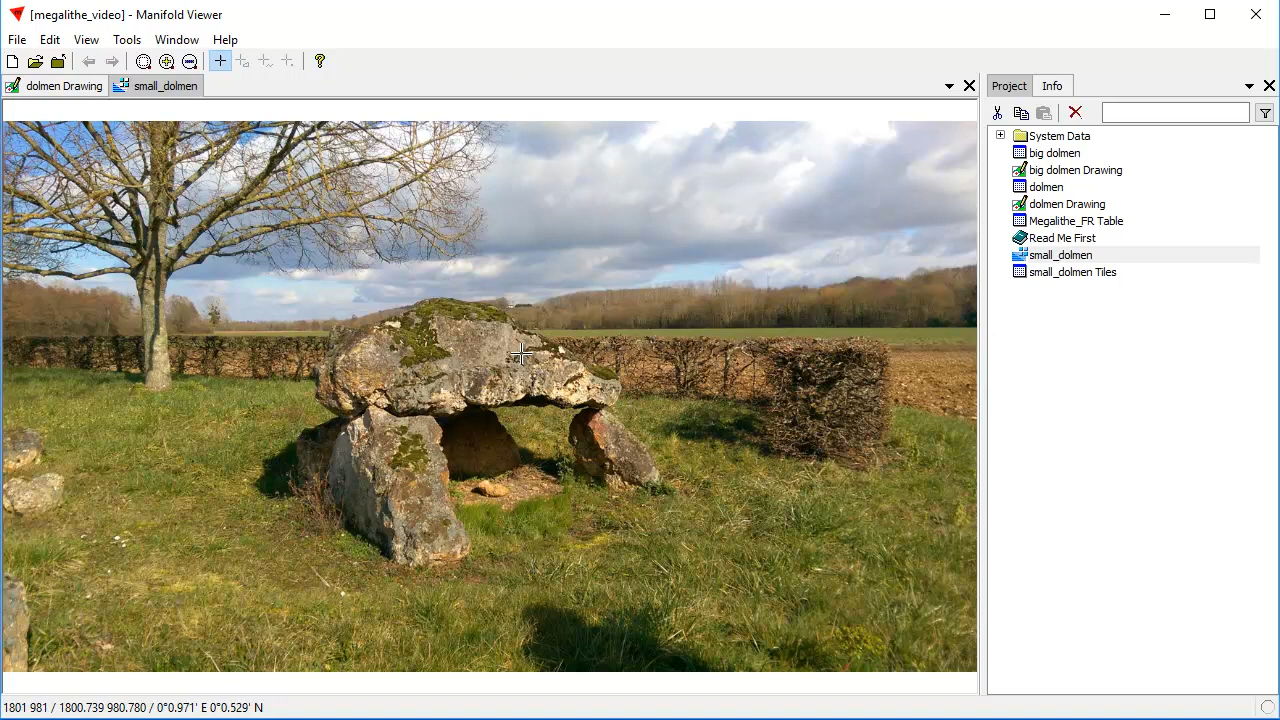 [megalithe_video] - Manifold Viewer
File Edit View Tools Window Help
dolmen Drawing small_dolmen
Project Info
System Data
big dolmen
big dolmen Drawing
dolmen
dolmen Drawing
Megalithe_FR Table
Read Me First
small_dolmen
small_dolmen Tiles
1801 981 / 1800.739 980.780 / 0°0.971' E 0°0.529' N